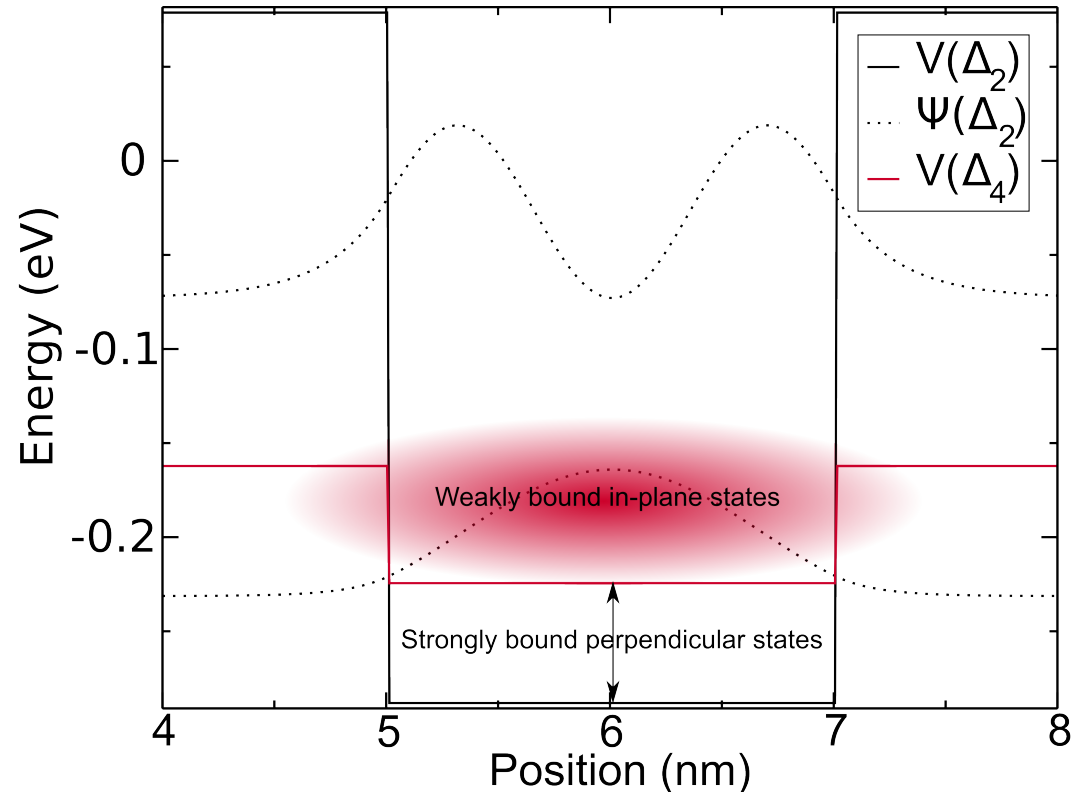 V(Δ2)
Ψ(Δ2)
V(Δ4)
0
-0.1
-0.2
Energy (eV)
Weakly bound in-plane states
Strongly bound perpendicular states
4 5 6 7 8
Position (nm)